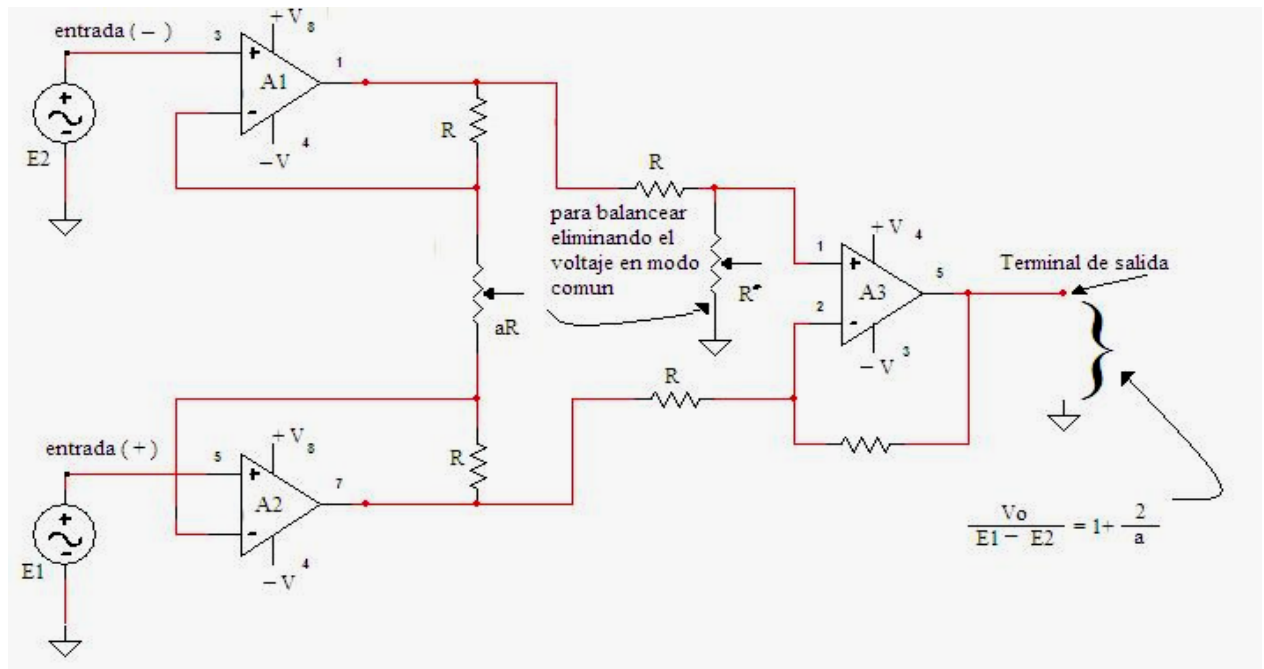 entrada ( − )
3
+ V 8
1
A1
4
− V
E2
R
R
para balancear
eliminando el
voltaje en modo
comun
aR
+ V 4
1
A3
5
2
− V 3
Terminal de salida
R
entrada ( + )
5
+ V 8
7
A2
− V 4
E1
R
Vo
E1 − E2
= 1+
2
a